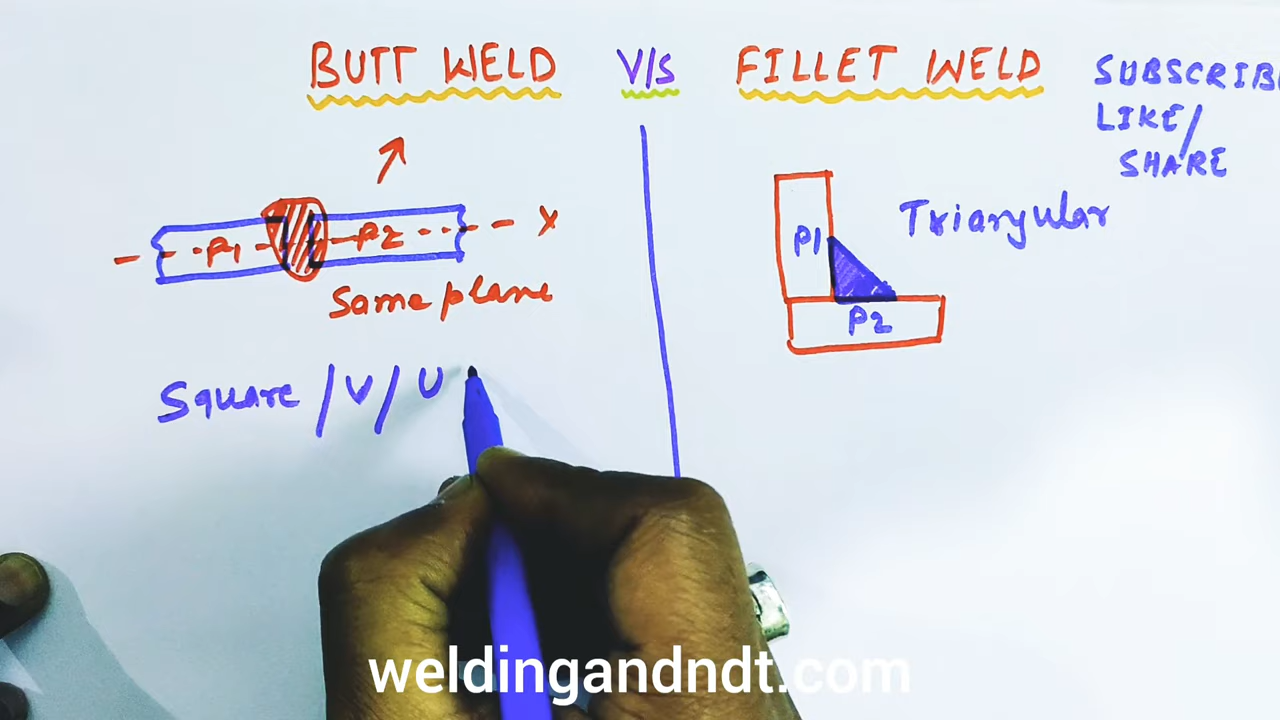 BUTT WELD V/S FILLET WELD
SUBSCRIBE
LIKE/
SHARE
P1 P2 X
Same plane
Square /V/ U
Triangular
P1
P2
weldingandndt.com